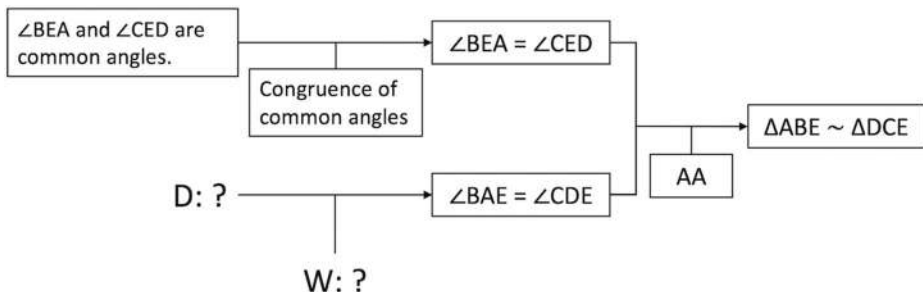 ∠BEA and ∠CED are
common angles.
∠BEA = ∠CED
Congruence of
common angles
ΔABE ~ ΔDCE
AA
D: ?
∠BAE = ∠CDE
W: ?